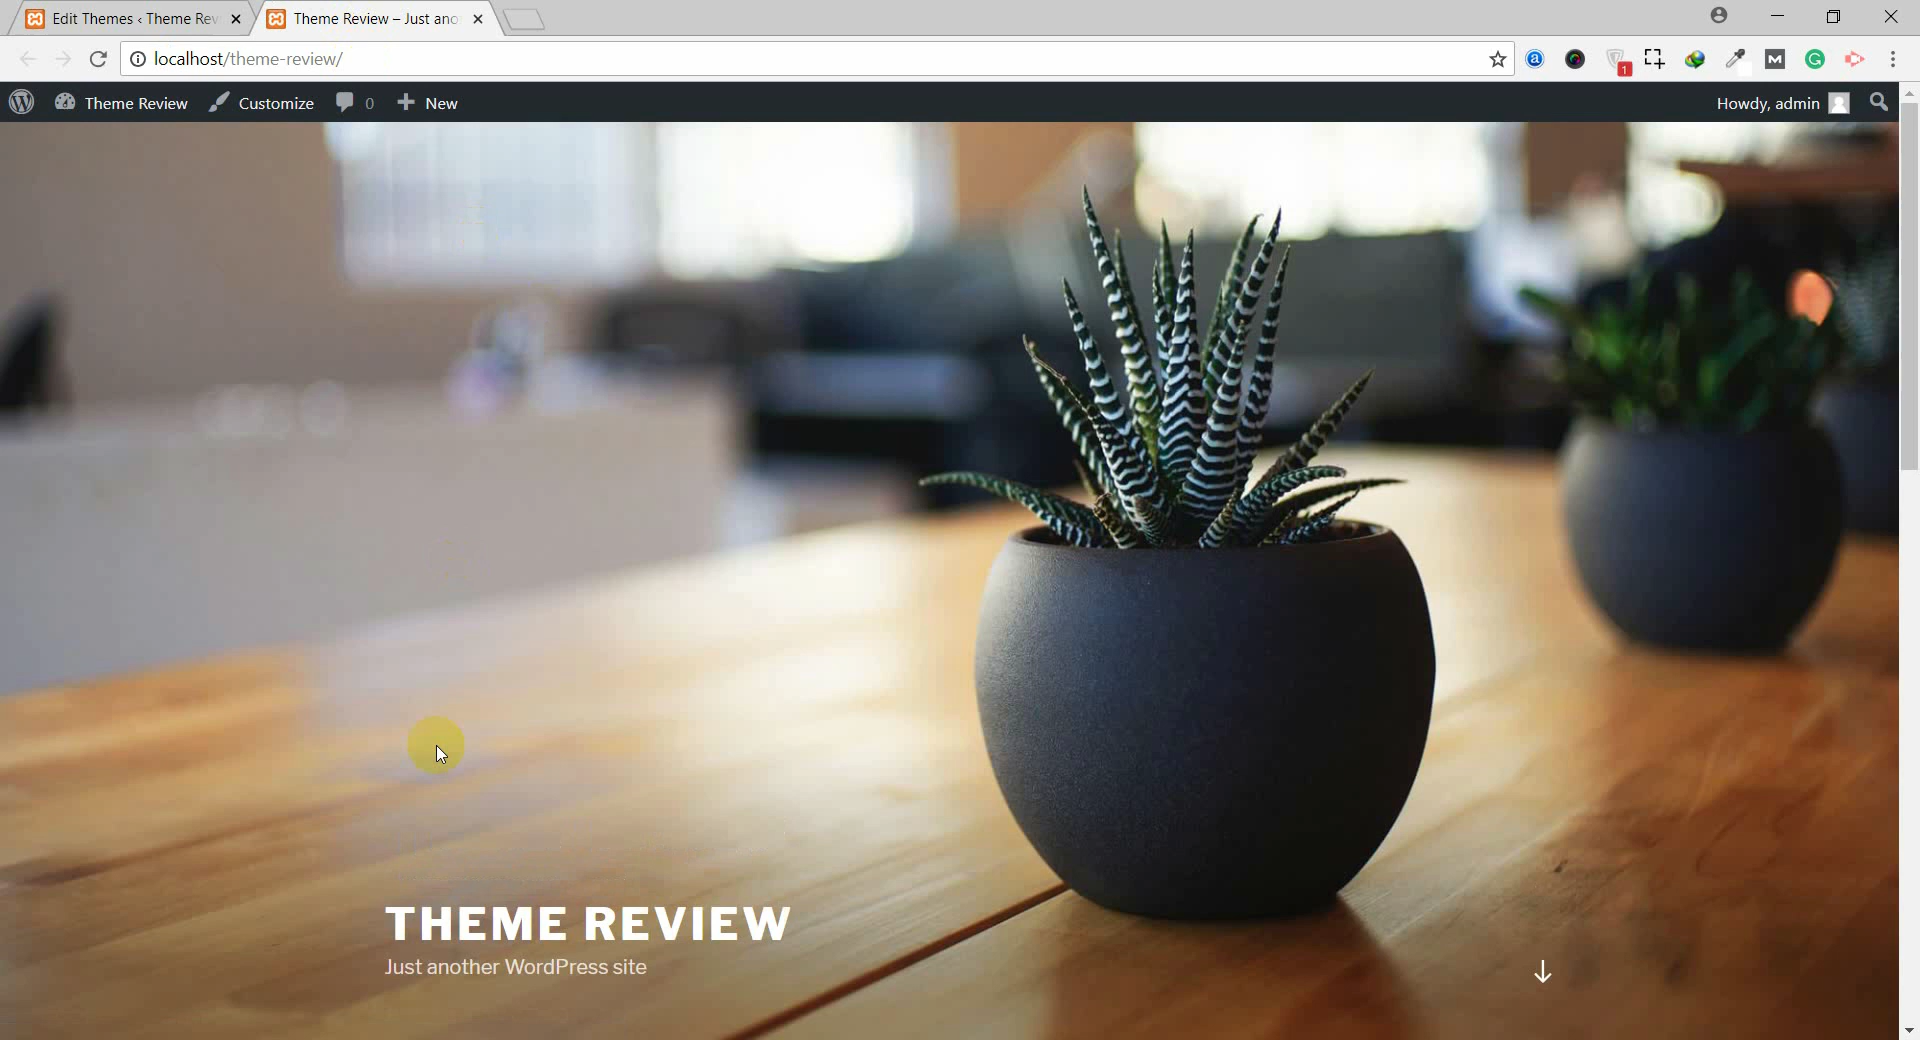 Edit Themes ‹ Theme Rev
Theme Review – Just ano
localhost/theme-review/
1
Theme Review
Customize
0
New
Howdy, admin
THEME REVIEW
Just another WordPress site